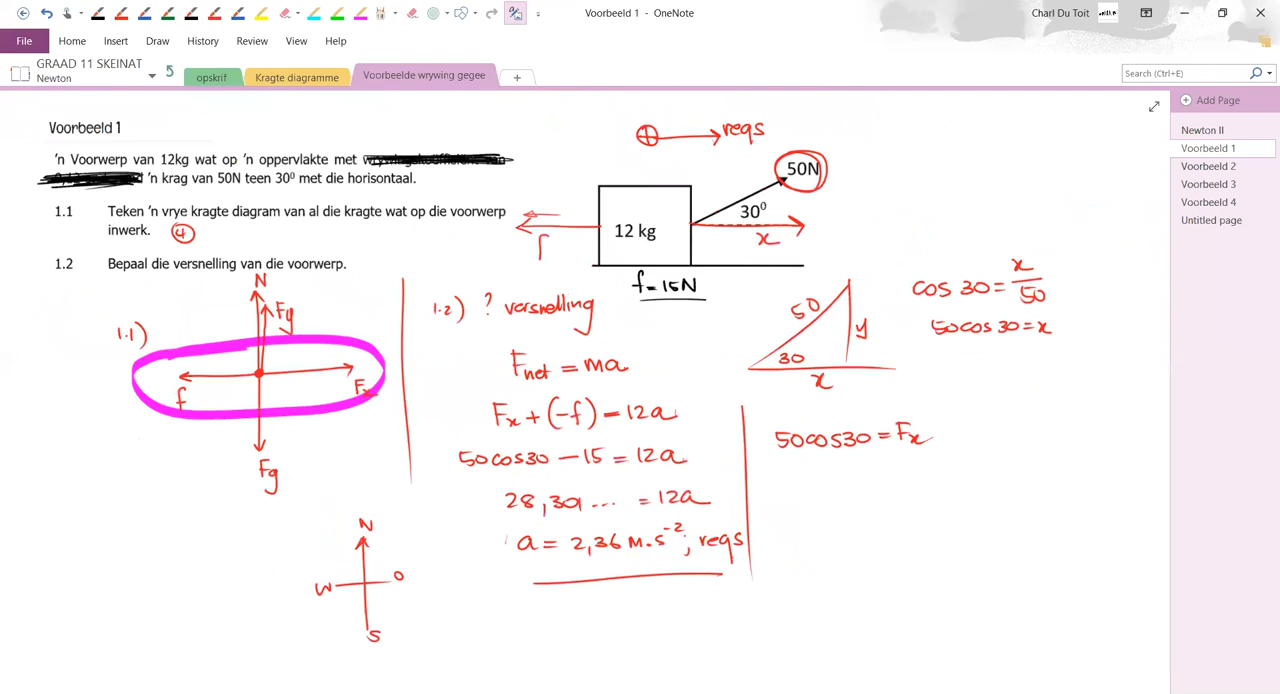 Voorbeeld 1 - OneNote
Charl Du Toit
File Home Insert Draw History Review View Help
GRAAD 11 SKEINAT
Newton
opskrif
Kragte diagramme
Voorbeelde wrywing gegee
Search (Ctrl+E)
Add Page
Newton II
Voorbeeld 1
Voorbeeld 2
Voorbeeld 3
Voorbeeld 4
Untitled page
Voorbeeld 1
'n Voorwerp van 12kg wat op 'n oppervlakte met
'n krag van 50N teen 30⁰ met die horisontaal.
1.1 Teken 'n vrye kragte diagram van al die kragte wat op die voorwerp
inwerk. 4
1.2 Bepaal die versnelling van die voorwerp.
+ regs
50N
30⁰
12 kg
x
f
f = 15N
1.1)
N
Fy
f
Fx
Fg
N
W
O
S
1.2) ? versnelling
Fnet = ma
Fx + (-f) = 12a
50cos30 - 15 = 12a
28,301... = 12a
a = 2,36 m.s⁻²; regs
50
y
30
x
cos 30 = x/50
50cos 30 = x
50cos30 = Fx